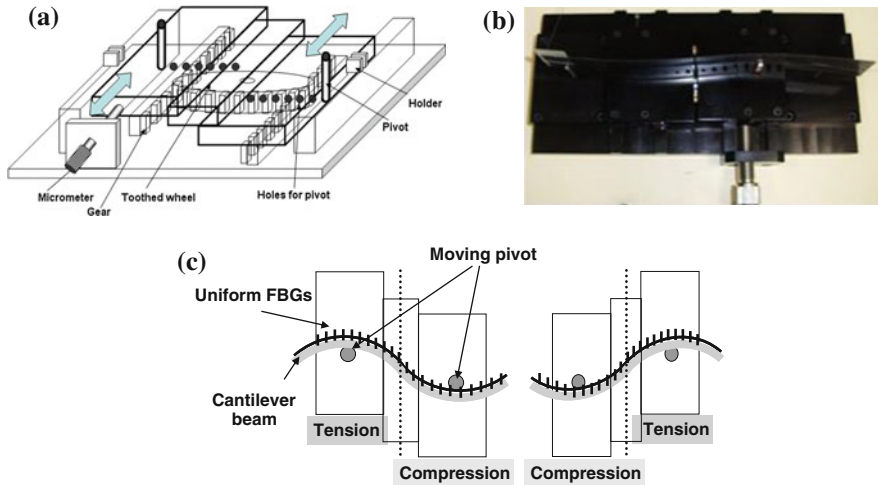 (a)
Holder
Pivot
Micrometer
Gear
Toothed wheel
Holes for pivot
(b)
(c)
Moving pivot
Uniform FBGs
Cantilever
beam
Tension
Compression
Compression
Tension